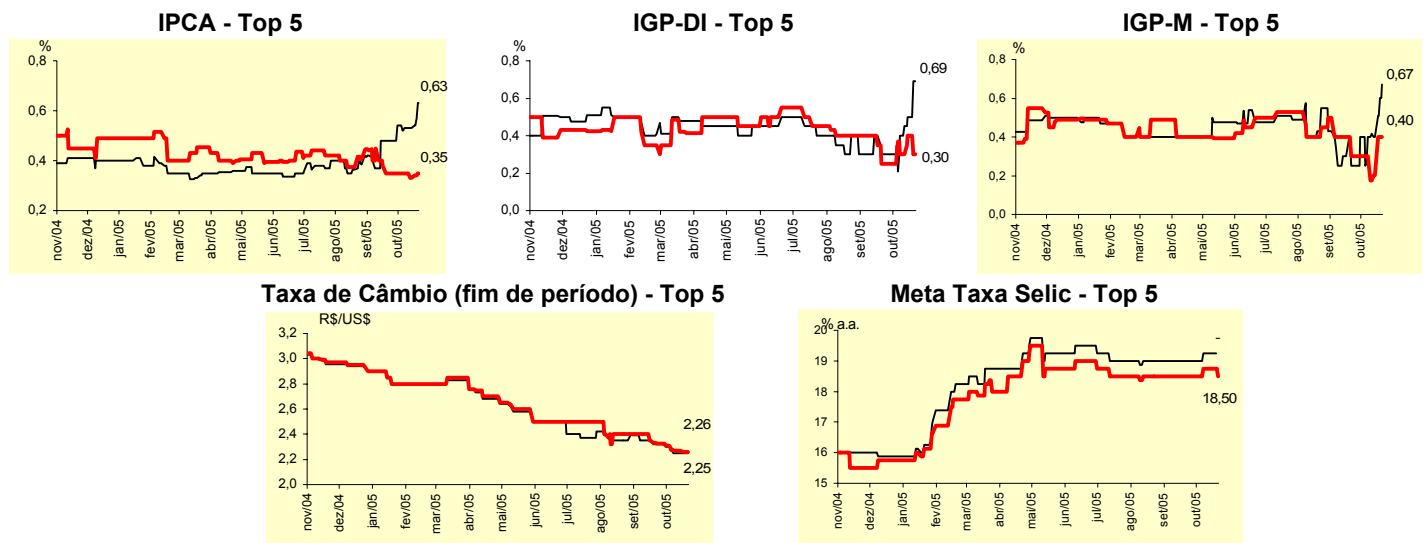 IPCA - Top 5
%
0,8
0,6
0,4
0,2
0,63
0,35
nov/04
dez/04
jan/05
fev/05
mar/05
abr/05
mai/05
jun/05
jul/05
ago/05
set/05
out/05
IGP-DI - Top 5
%
0,8
0,6
0,4
0,2
0,0
0,69
0,30
nov/04
dez/04
jan/05
fev/05
mar/05
abr/05
mai/05
jun/05
jul/05
ago/05
set/05
out/05
IGP-M - Top 5
%
0,8
0,6
0,4
0,2
0,0
0,67
0,40
nov/04
dez/04
jan/05
fev/05
mar/05
abr/05
mai/05
jun/05
jul/05
ago/05
set/05
out/05
Taxa de Câmbio (fim de período) - Top 5
R$/US$
3,2
3,0
2,8
2,6
2,4
2,2
2,0
2,26
2,25
nov/04
dez/04
jan/05
fev/05
mar/05
abr/05
mai/05
jun/05
jul/05
ago/05
set/05
out/05
Meta Taxa Selic - Top 5
% a.a.
20
19
18
17
16
15
-
18,50
nov/04
dez/04
jan/05
fev/05
mar/05
abr/05
mai/05
jun/05
jul/05
ago/05
set/05
out/05